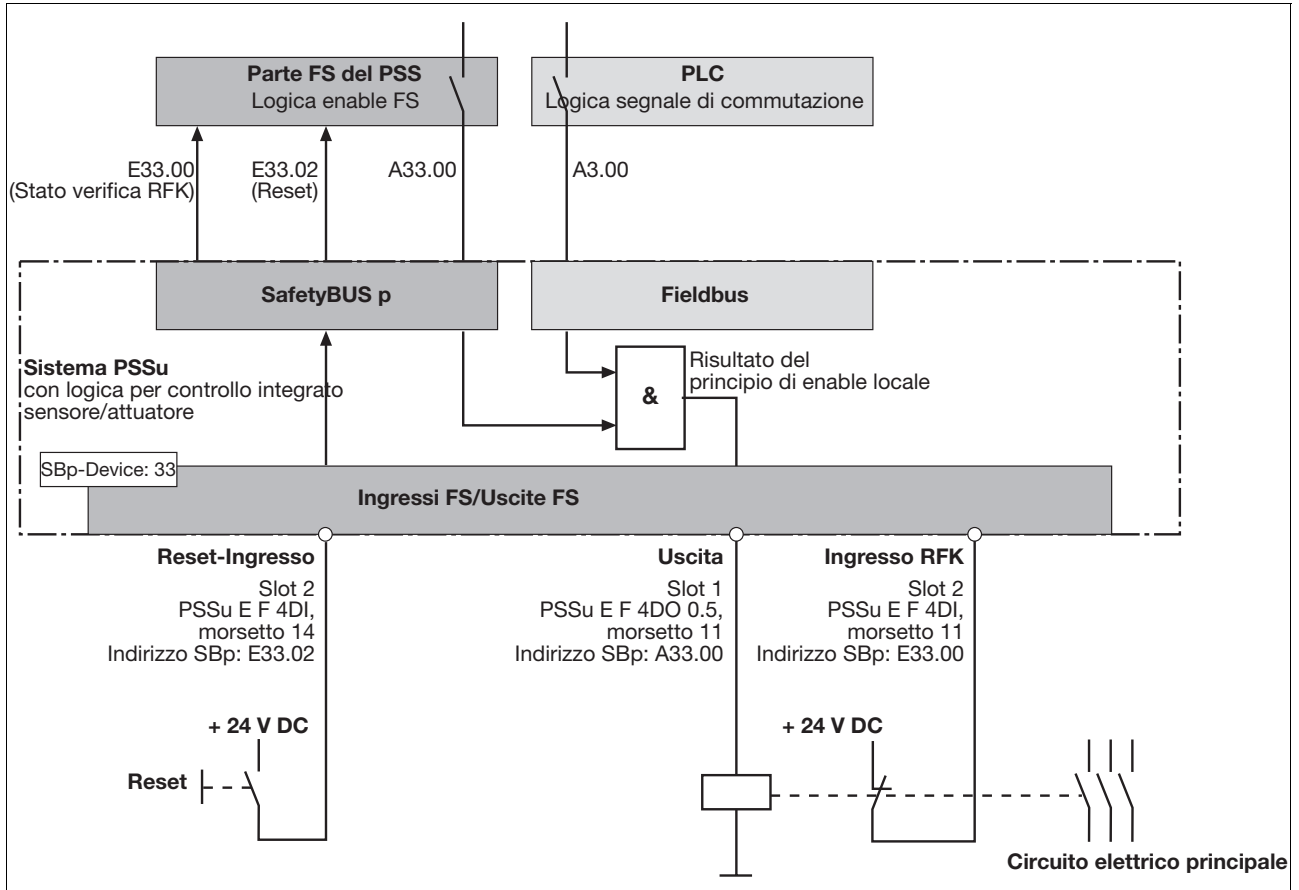 Parte FS del PSS
Logica enable FS
PLC
Logica segnale di commutazione
E33.00
(Stato verifica RFK)
E33.02
(Reset)
A33.00
A3.00
SafetyBUS p
Fieldbus
Sistema PSSu
con logica per controllo integrato
sensore/attuatore
&
Risultato del
principio di enable locale
SBp-Device: 33
Ingressi FS/Uscite FS
Reset-Ingresso
Slot 2
PSSu E F 4DI,
morsetto 14
Indirizzo SBp: E33.02
Uscita
Slot 1
PSSu E F 4DO 0.5,
morsetto 11
Indirizzo SBp: A33.00
Ingresso RFK
Slot 2
PSSu E F 4DI,
morsetto 11
Indirizzo SBp: E33.00
+ 24 V DC
Reset
+ 24 V DC
Circuito elettrico principale